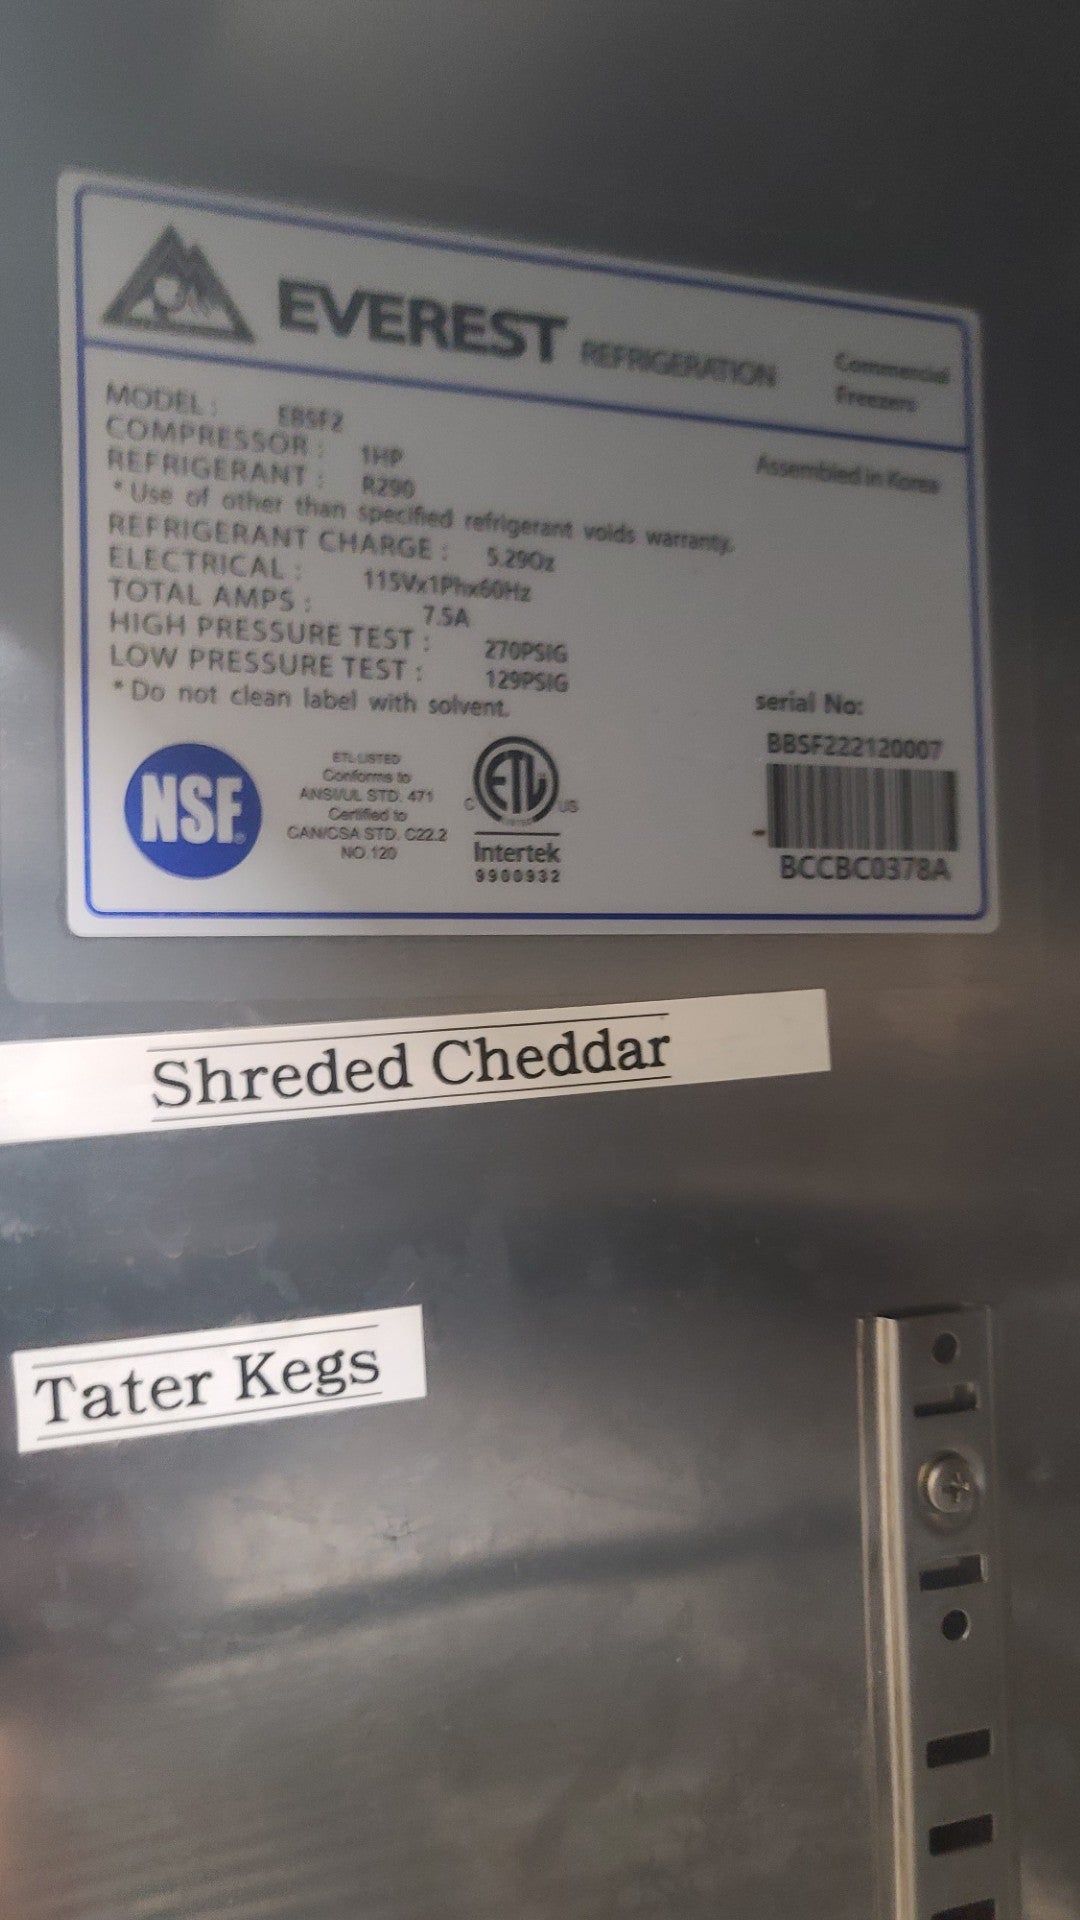 EVEREST REFRIGERATION
Commercial
Freezers
MODEL: EBSF2
COMPRESSOR: 1HP
REFRIGERANT: R290
Assembled in Korea
* Use of other than specified refrigerant voids warranty.
REFRIGERANT CHARGE: 5.29Oz
ELECTRICAL: 115Vx1Phx60Hz
TOTAL AMPS: 7.5A
HIGH PRESSURE TEST: 270PSIG
LOW PRESSURE TEST: 129PSIG
* Do not clean label with solvent.
NSF®
ETL LISTED
Conforms to
ANSI/UL STD. 471
Certified to
CAN/CSA STD. C22.2
NO.120
C ETL US
LISTED
Intertek
9900932
serial No:
BBSF222120007
BCCBC0378A
Shreded Cheddar
Tater Kegs